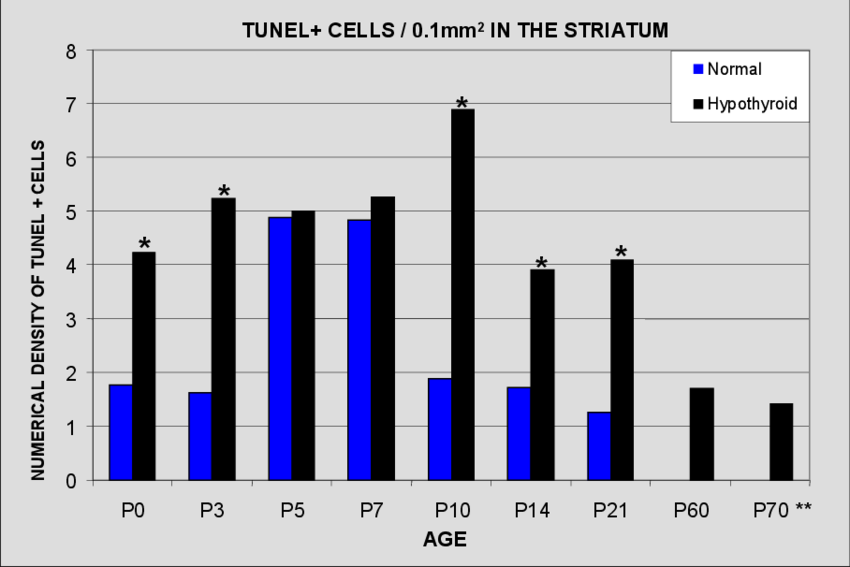 TUNEL+ CELLS / 0.1mm² IN THE STRIATUM
Normal
Hypothyroid
NUMERICAL DENSITY OF TUNEL + CELLS
8
7
6
5
4
3
2
1
0
*
*
*
*
*
P0 P3 P5 P7 P10 P14 P21 P60 P70 **
AGE